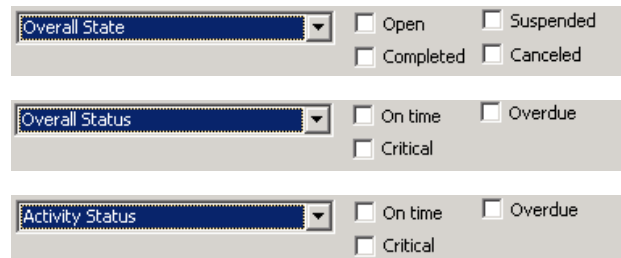 Overall State Open Suspended
Completed Canceled
Overall Status On time Overdue
Critical
Activity Status On time Overdue
Critical